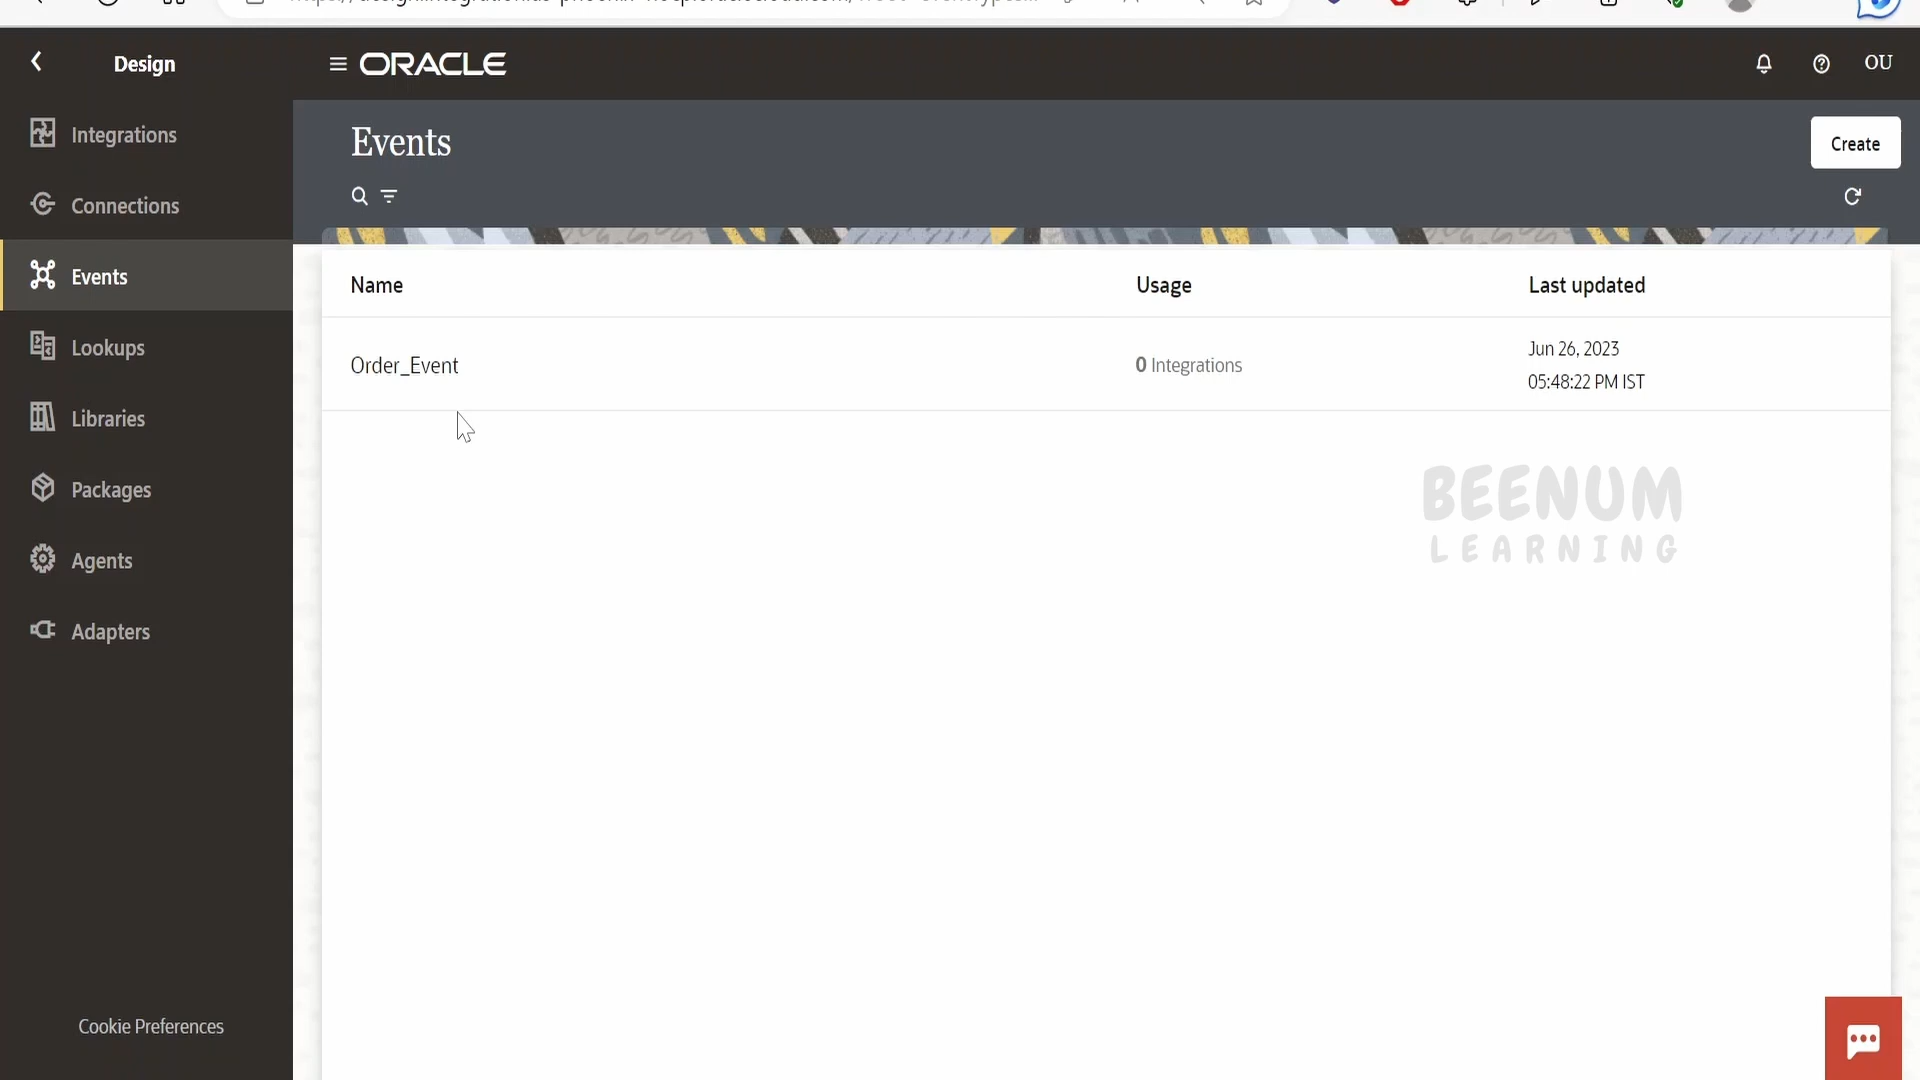 Design
ORACLE
OU
Integrations
Connections
Events
Lookups
Libraries
Packages
Agents
Adapters
Cookie Preferences
Events
Create
Name Usage Last updated
Order_Event 0 Integrations Jun 26, 2023
05:48:22 PM IST
BEENUM
LEARNING